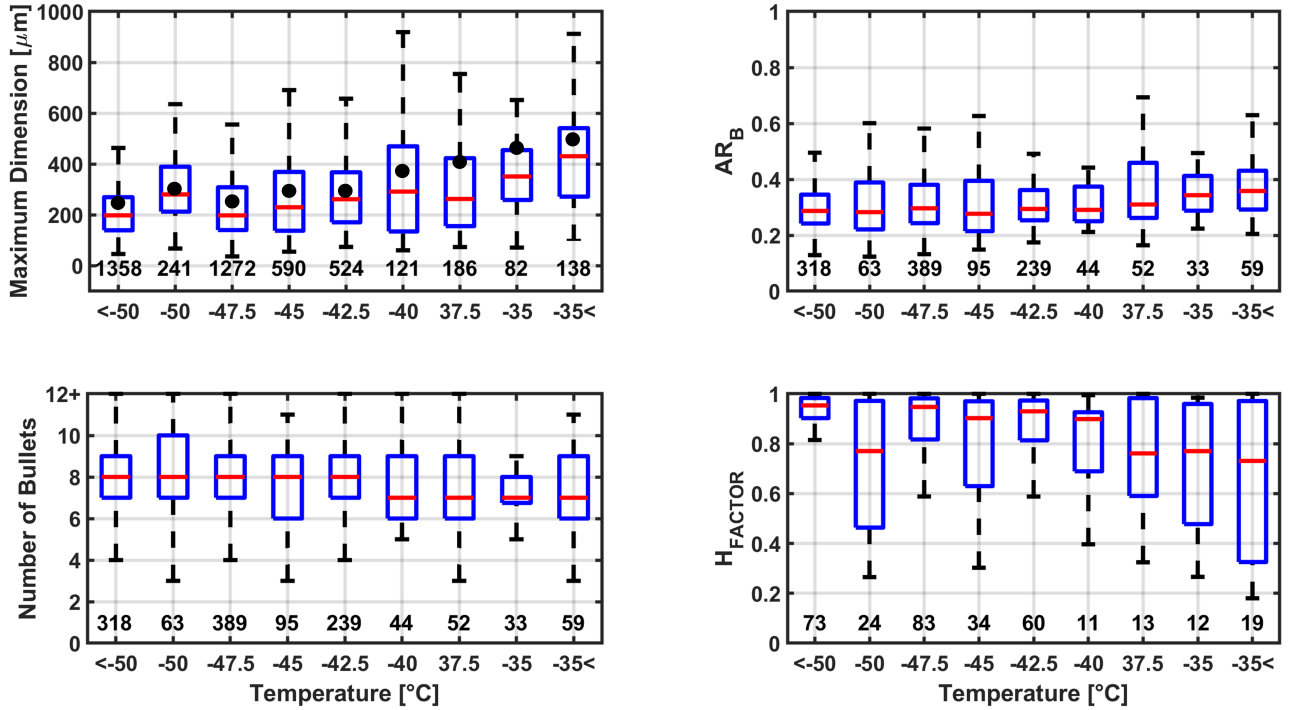 Maximum Dimension [μm]
1000
800
600
400
200
0
1358 241 1272 590 524 121 186 82 138
<-50 -50 -47.5 -45 -42.5 -40 37.5 -35 -35<
AR_B
1
0.8
0.6
0.4
0.2
0
318 63 389 95 239 44 52 33 59
<-50 -50 -47.5 -45 -42.5 -40 37.5 -35 -35<
Number of Bullets
12+
10
8
6
4
2
0
318 63 389 95 239 44 52 33 59
<-50 -50 -47.5 -45 -42.5 -40 37.5 -35 -35<
Temperature [°C]
H_FACTOR
1
0.8
0.6
0.4
0.2
0
73 24 83 34 60 11 13 12 19
<-50 -50 -47.5 -45 -42.5 -40 37.5 -35 -35<
Temperature [°C]